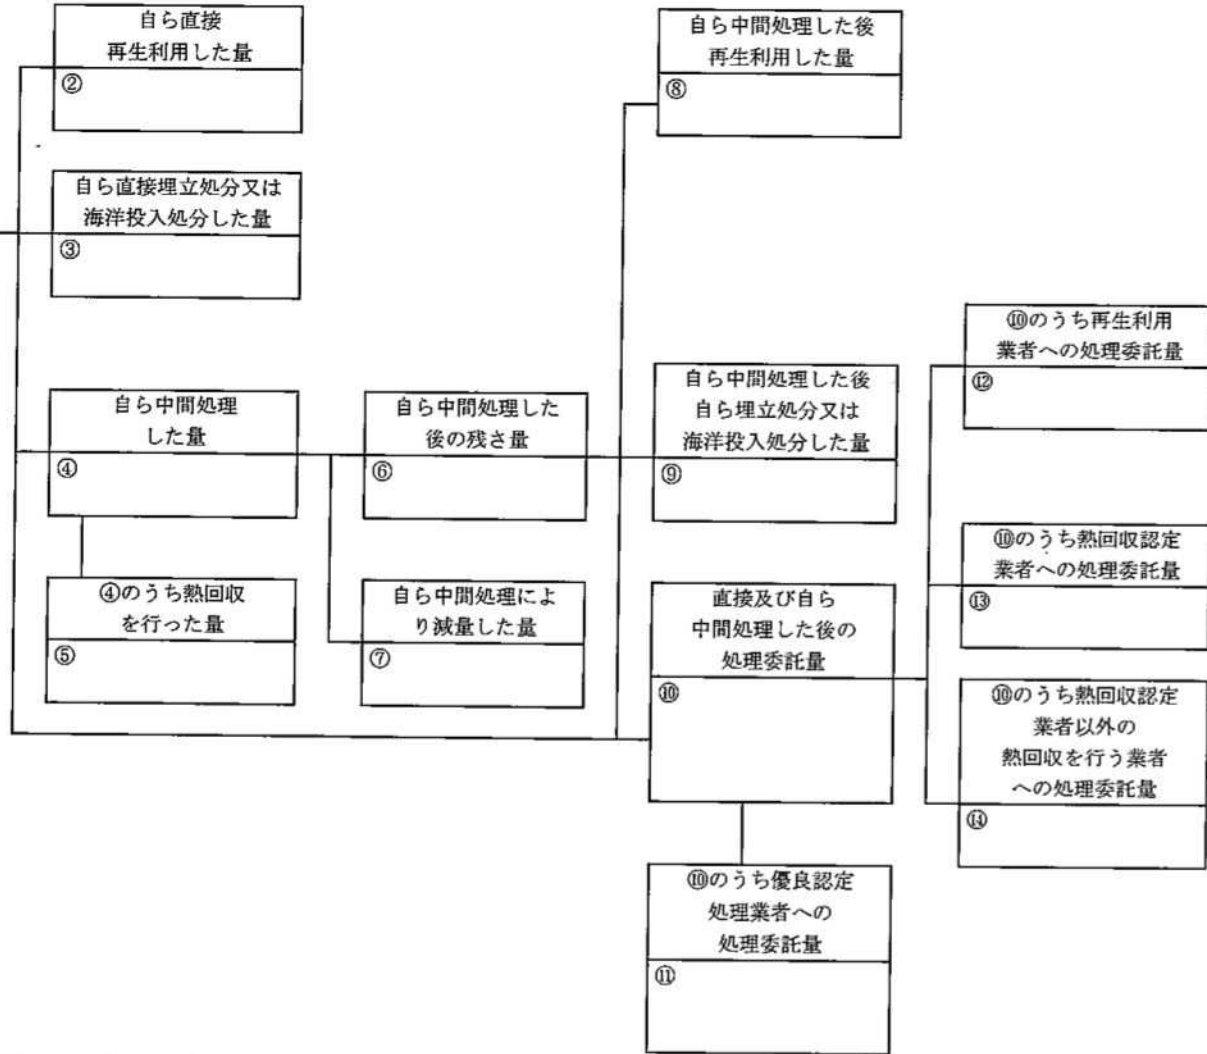 自ら直接
再生利用した量
②
自ら直接埋立処分又は
海洋投入処分した量
③
自ら中間処理
した量
④
④のうち熱回収
を行った量
⑤
自ら中間処理した
後の残さ量
⑥
自ら中間処理によ
り減量した量
⑦
自ら中間処理した後
再生利用した量
⑧
自ら中間処理した後
自ら埋立処分又は
海洋投入処分した量
⑨
直接及び自ら
中間処理した後の
処理委託量
⑩
⑩のうち優良認定
処理業者への
処理委託量
⑪
⑩のうち再生利用
業者への処理委託量
⑫
⑩のうち熱回収認定
業者への処理委託量
⑬
⑩のうち熱回収認定
業者以外の
熱回収を行う業者
への処理委託量
⑭